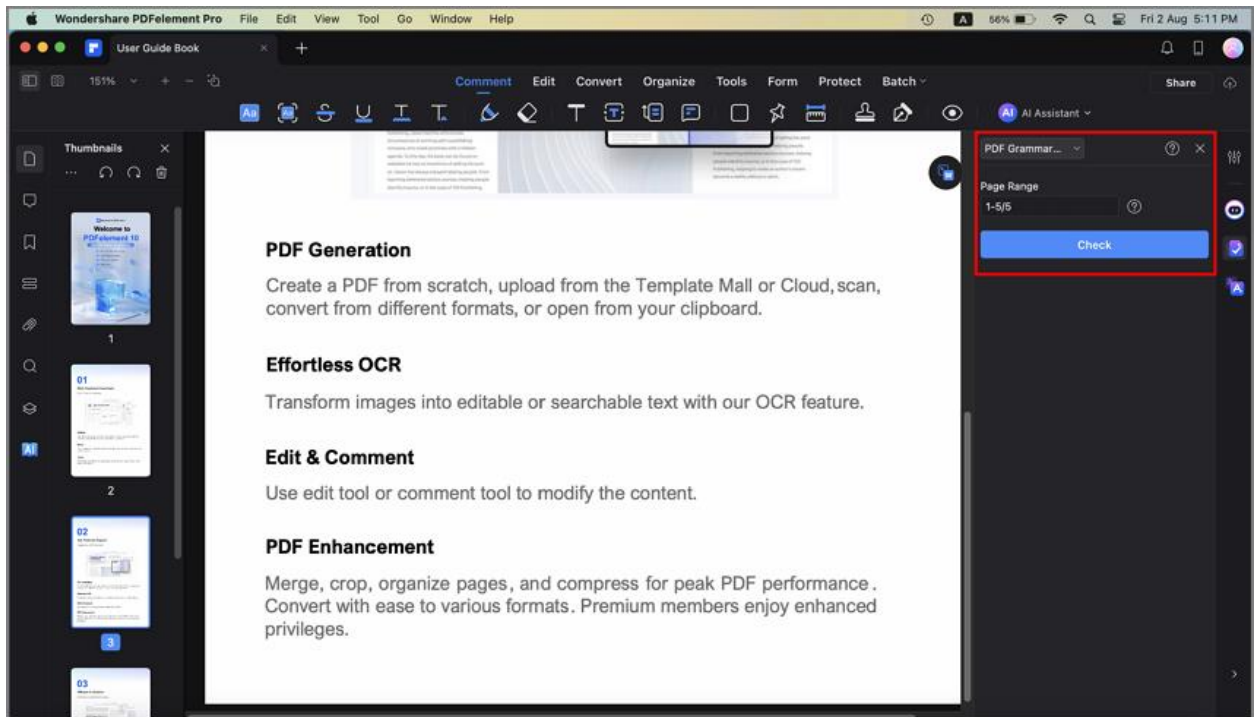 Wondershare PDFelement Pro File Edit View Tool Go Window Help A 56% Fri 2 Aug 5:11 PM
User Guide Book × +
151% + − Comment Edit Convert Organize Tools Form Protect Batch Share
Aa T T T AI AI Assistant
Thumbnails ×
PDF Grammar... ×
Page Range
1-5/5
Check
Welcome to
PDFelement 10
1
01
2
02
3
03
AI
A
PDF Generation
Create a PDF from scratch, upload from the Template Mall or Cloud, scan,
convert from different formats, or open from your clipboard.
Effortless OCR
Transform images into editable or searchable text with our OCR feature.
Edit & Comment
Use edit tool or comment tool to modify the content.
PDF Enhancement
Merge, crop, organize pages, and compress for peak PDF performance.
Convert with ease to various formats. Premium members enjoy enhanced
privileges.